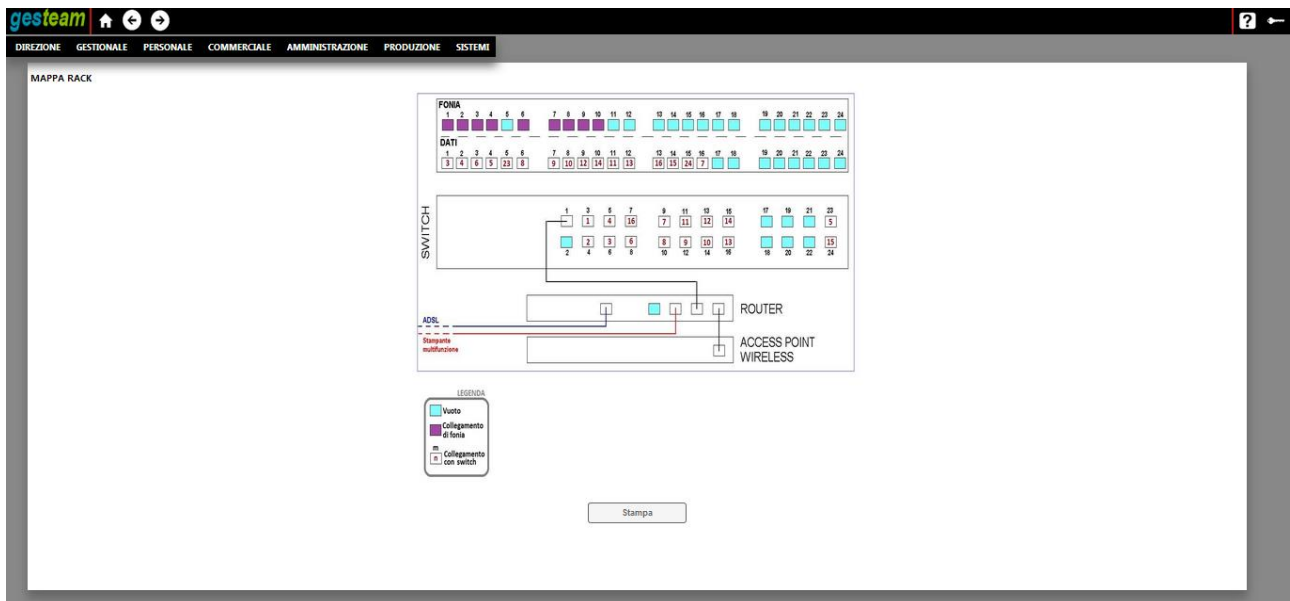 gesteam ?
DIREZIONE GESTIONALE PERSONALE COMMERCIALE AMMINISTRAZIONE PRODUZIONE SISTEMI
MAPPA RACK
FONIA
1 2 3 4 5 6 7 8 9 10 11 12 13 14 15 16 17 18 19 20 21 22 23 24
DATI
1 2 3 4 5 6 7 8 9 10 11 12 13 14 15 16 17 18 19 20 21 22 23 24
3 4 6 5 23 8 9 10 12 14 11 13 16 15 24 7
SWITCH
1 3 5 7 9 11 13 15 17 19 21 23
1 4 16 7 11 12 14 5
2 3 6 8 9 10 13 15
2 4 6 8 10 12 14 16 18 20 22 24
ROUTER
ADSL
Stampante
multifunzione
ACCESS POINT
WIRELESS
LEGENDA
Vuoto
Collegamento
di fonia
m
n Collegamento
con switch
Stampa